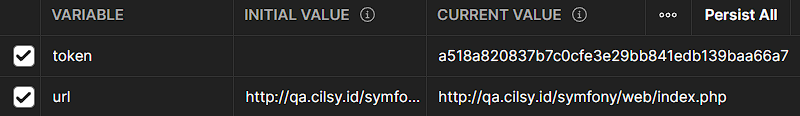 VARIABLE INITIAL VALUE CURRENT VALUE Persist All
token a518a820837b7c0cfe3e29bb841edb139baa66a7
url http://qa.cilsy.id/symfo... http://qa.cilsy.id/symfony/web/index.php